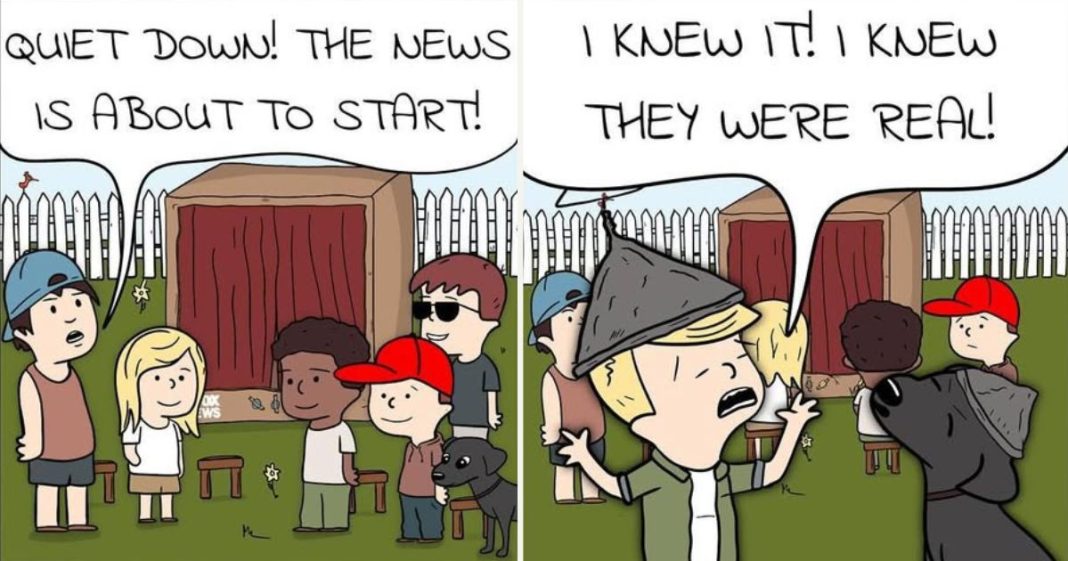 QUIET DOWN! THE NEWS
IS ABOUT TO START!
I KNEW IT! I KNEW
THEY WERE REAL!